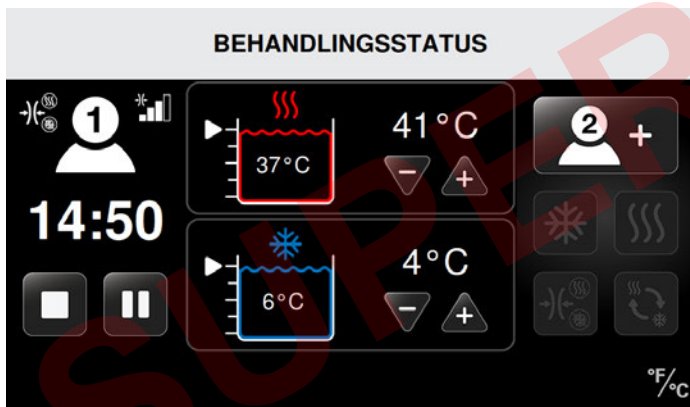 BEHANDLINGSSTATUS
1
14:50
37°C
41°C
6°C
4°C
2 +
°F/°C
SUPER